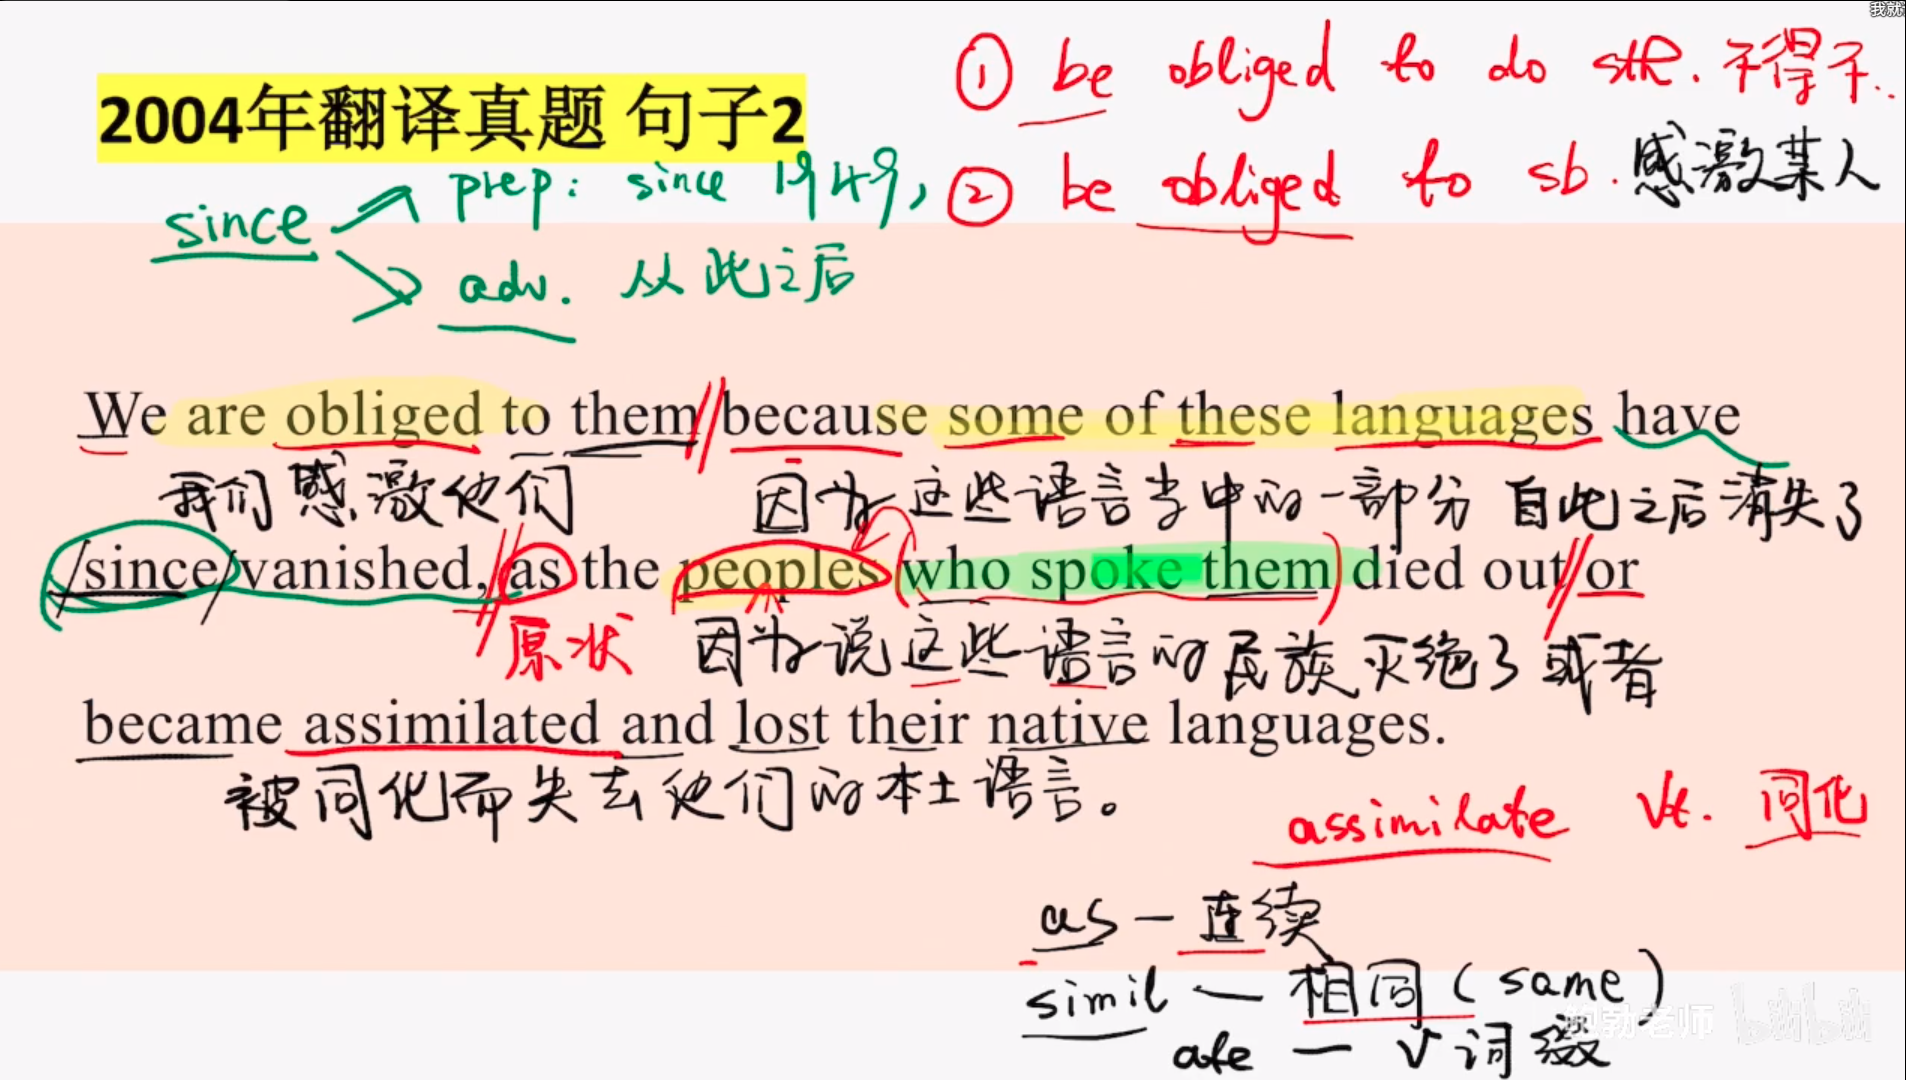 我就
① be obliged to do sth. 不得不..
2004年翻译真题 句子2
② be obliged to sb. 感激某人
since
prep: since 1949,
adv. 从此之后
We are obliged to them because some of these languages have
我们感激他们 因为这些语言当中的一部分 自此之后消失了
since vanished, as the peoples who spoke them died out or
原状 因为说这些语言的民族灭绝了 或者
became assimilated and lost their native languages.
被同化而失去他们的本土语言。
assimilate vt. 同化
as — 连续
simil — 相同 (same)
ate — v 词缀
勃老师 bilibili